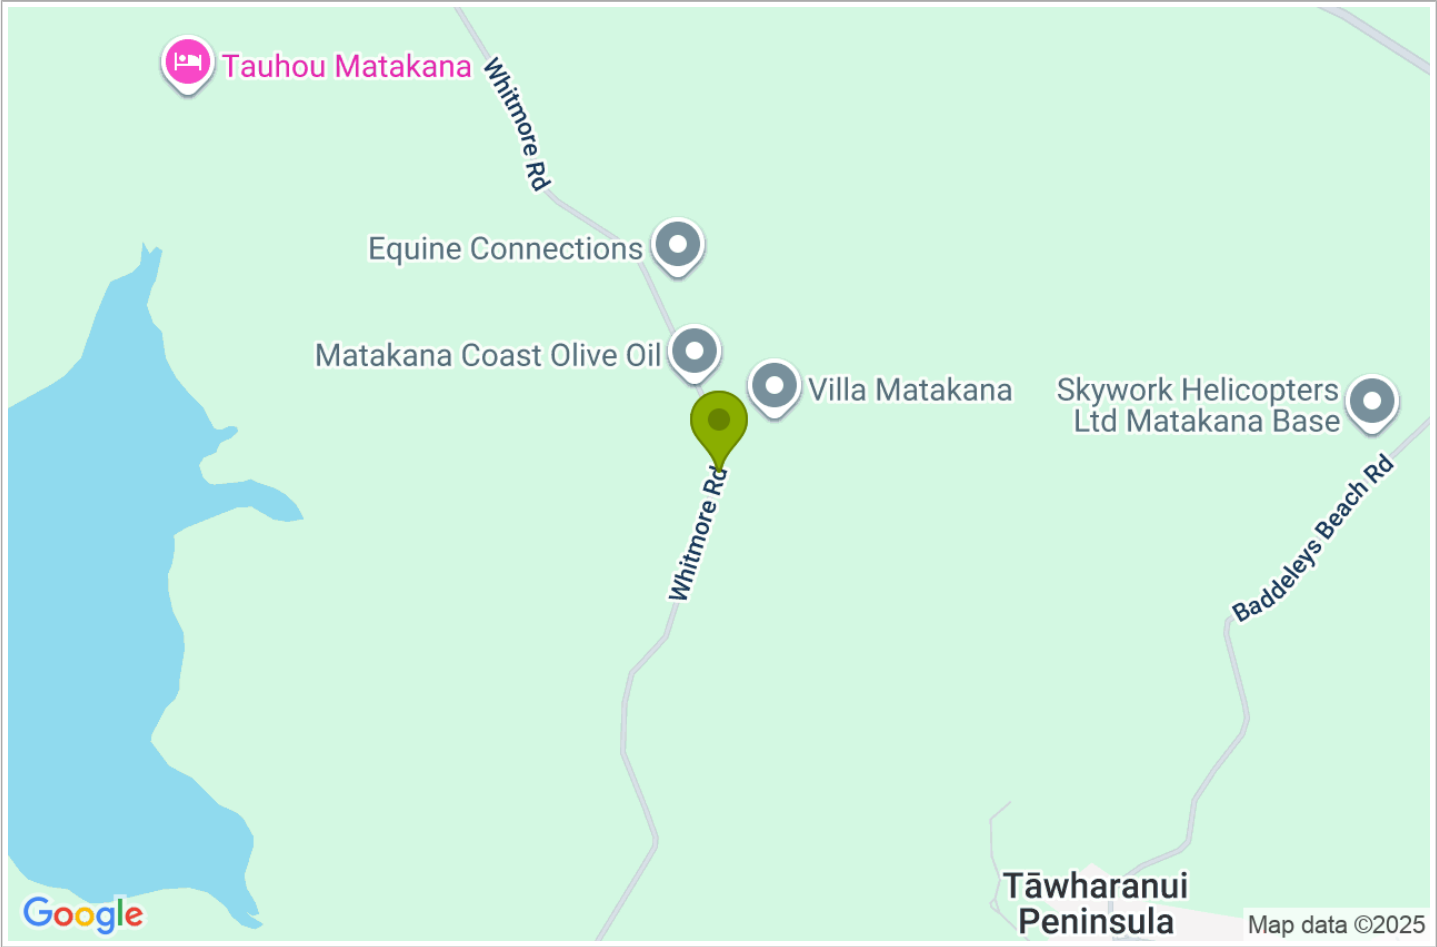 Tauhou Matakana
Whitmore Rd
Equine Connections
Matakana Coast Olive Oil
Villa Matakana
Skywork Helicopters
Ltd Matakana Base
Whitmore Rd
Baddeleys Beach Rd
Tāwharanui
Peninsula
Google
Map data ©2025